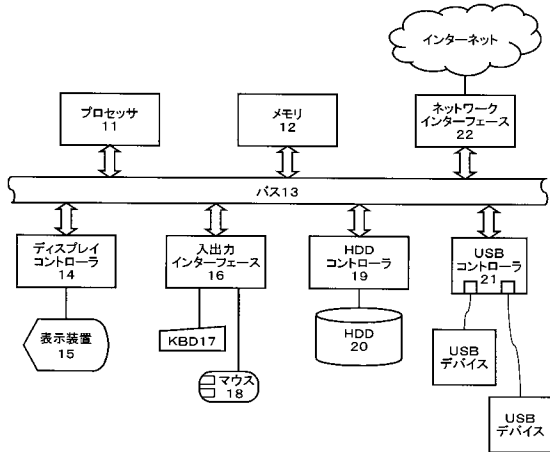 インターネット
プロセッサ
11
メモリ
12
ネットワーク
インターフェース
22
バス13
ディスプレイ
コントローラ
14
入出力
インターフェース
16
HDD
コントローラ
19
USB
コントローラ
21
表示装置
15
KBD17
マウス
18
HDD
20
USB
デバイス
USB
デバイス